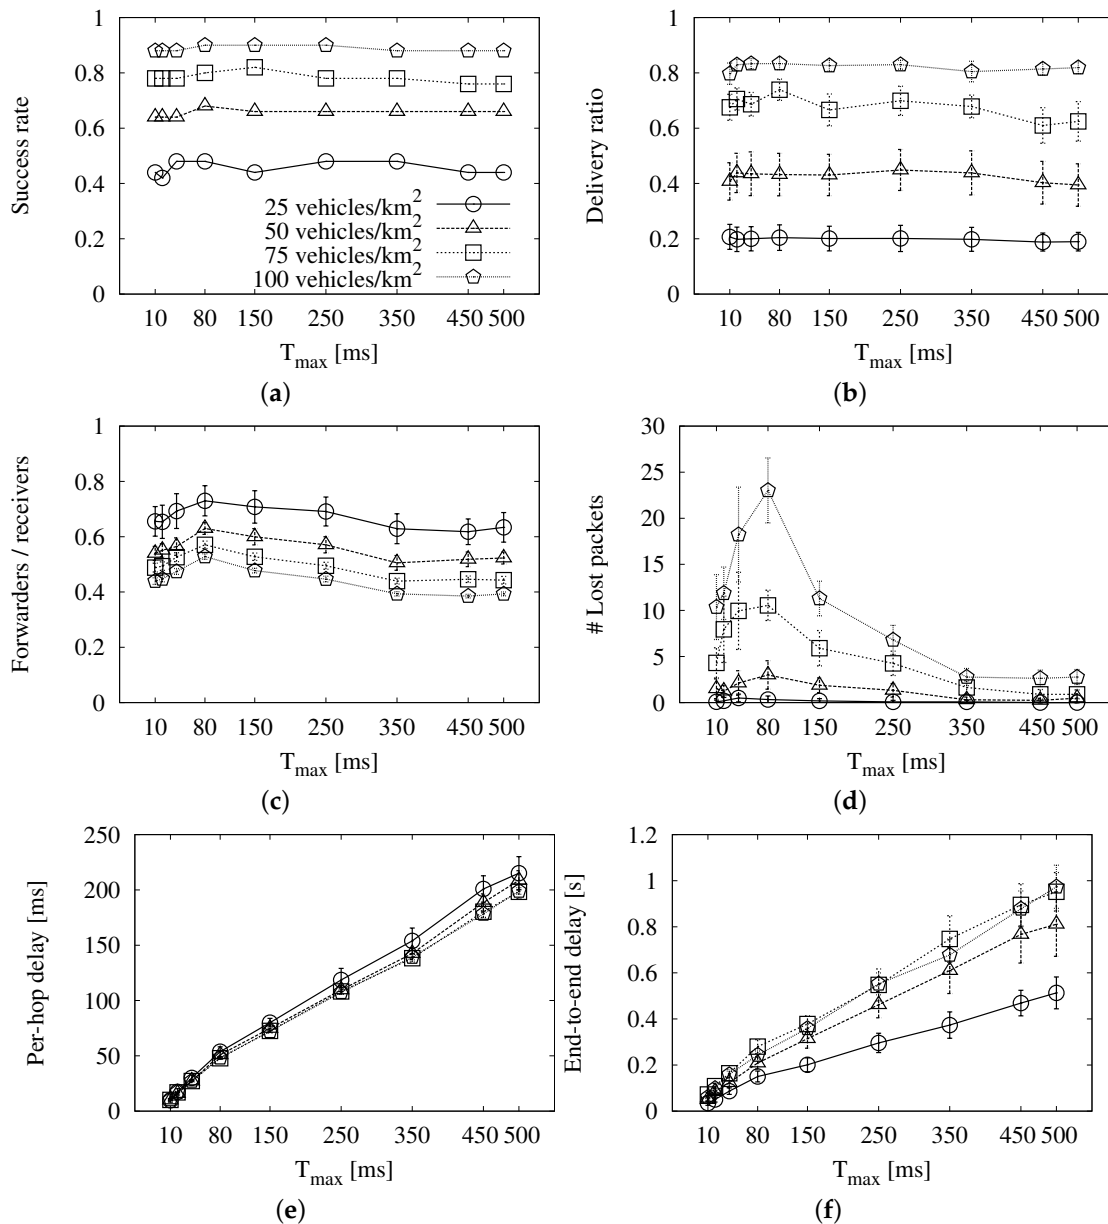 1
0.8
0.6
0.4
0.2
0
Success rate
25 vehicles/km²
50 vehicles/km²
75 vehicles/km²
100 vehicles/km²
10 80 150 250 350 450 500
T_max [ms]
(a)
1
0.8
0.6
0.4
0.2
0
Delivery ratio
10 80 150 250 350 450 500
T_max [ms]
(b)
1
0.8
0.6
0.4
0.2
0
Forwarders / receivers
10 80 150 250 350 450 500
T_max [ms]
(c)
30
25
20
15
10
5
0
# Lost packets
10 80 150 250 350 450 500
T_max [ms]
(d)
250
200
150
100
50
0
Per-hop delay [ms]
10 80 150 250 350 450 500
T_max [ms]
(e)
1.2
1
0.8
0.6
0.4
0.2
0
End-to-end delay [s]
10 80 150 250 350 450 500
T_max [ms]
(f)